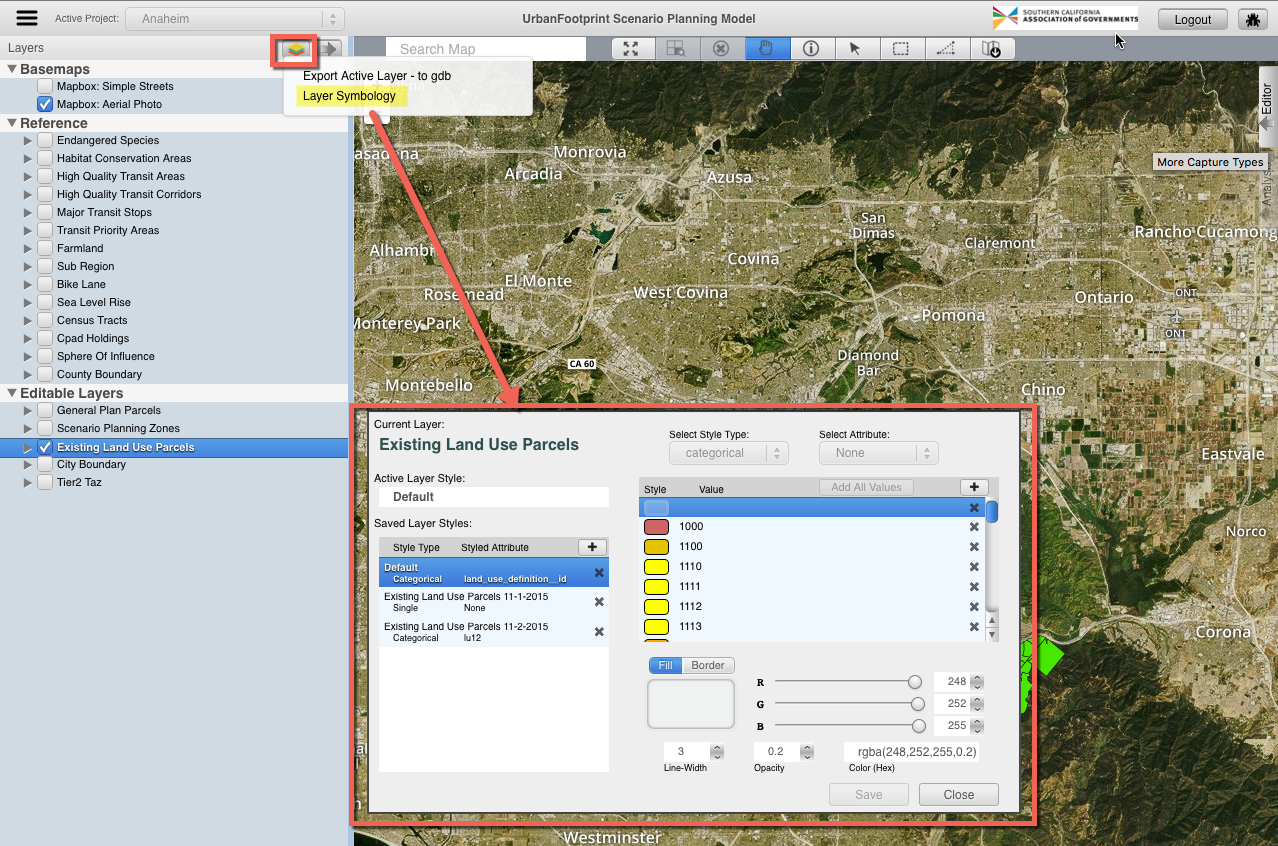 Active Project:
Anaheim
UrbanFootprint Scenario Planning Model
SOUTHERN CALIFORNIA
ASSOCIATION OF GOVERNMENTS
Logout
Layers
Search Map
Export Active Layer - to gdb
Layer Symbology
Basemaps
Mapbox: Simple Streets
Mapbox: Aerial Photo
Reference
Endangered Species
Habitat Conservation Areas
High Quality Transit Areas
High Quality Transit Corridors
Major Transit Stops
Transit Priority Areas
Farmland
Sub Region
Bike Lane
Sea Level Rise
Census Tracts
Cpad Holdings
Sphere Of Influence
County Boundary
Editable Layers
General Plan Parcels
Scenario Planning Zones
Existing Land Use Parcels
City Boundary
Tier2 Taz
Editor
More Capture Types
Analys
asadena
Monrovia
Arcadia
Azusa
San
Dimas
Claremont
Rancho Cucamong
Alhambr
El Monte
Covina
Rosemead
West Covina
Ontario
ONT
ONT
Monterey Park
Pomona
CA 60
Diamond
Bar
Montebello
Chino
Eastvale
Norco
Corona
Westminster
Current Layer:
Existing Land Use Parcels
Active Layer Style:
Default
Saved Layer Styles:
Style Type Styled Attribute +
Default
Categorical land_use_definition__id
Existing Land Use Parcels 11-1-2015
Single None
Existing Land Use Parcels 11-2-2015
Categorical lu12
Select Style Type: Select Attribute:
categorical None
Style Value Add All Values +
1000
1100
1110
1111
1112
1113
Fill Border
R 248
G 252
B 255
3 0.2 rgba(248,252,255,0.2)
Line-Width Opacity Color (Hex)
Save Close